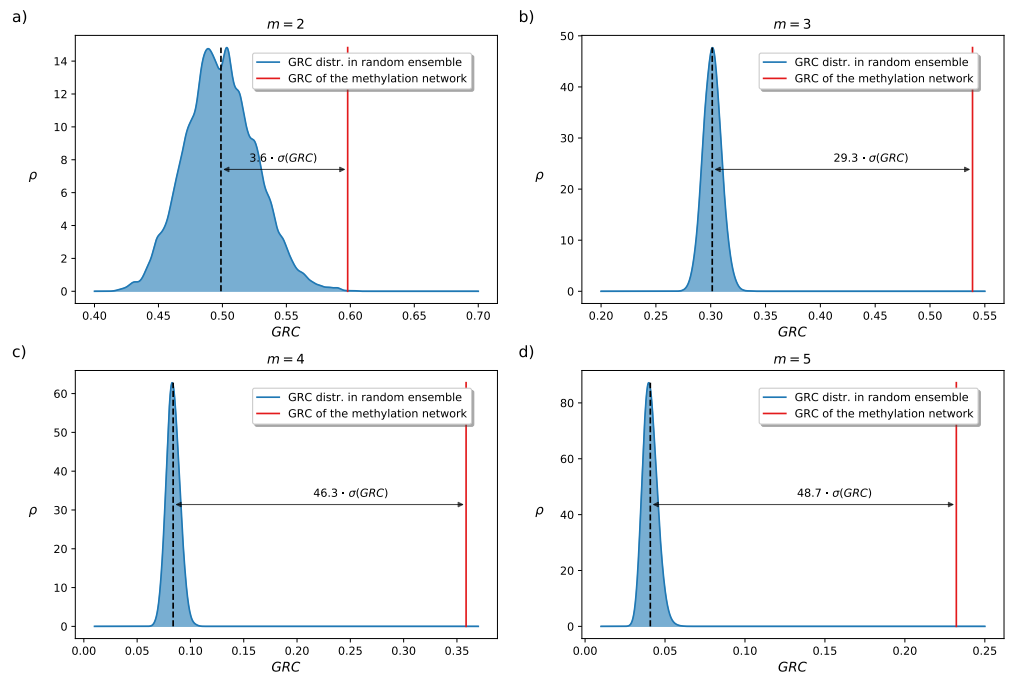 a)
m = 2
14
12
10
8
6
4
2
0
ρ
GRC distr. in random ensemble
GRC of the methylation network
3.6 · σ(GRC)
0.40 0.45 0.50 0.55 0.60 0.65 0.70
GRC
b)
m = 3
50
40
30
20
10
0
ρ
GRC distr. in random ensemble
GRC of the methylation network
29.3 · σ(GRC)
0.20 0.25 0.30 0.35 0.40 0.45 0.50 0.55
GRC
c)
m = 4
60
50
40
30
20
10
0
ρ
GRC distr. in random ensemble
GRC of the methylation network
46.3 · σ(GRC)
0.00 0.05 0.10 0.15 0.20 0.25 0.30 0.35
GRC
d)
m = 5
80
60
40
20
0
ρ
GRC distr. in random ensemble
GRC of the methylation network
48.7 · σ(GRC)
0.00 0.05 0.10 0.15 0.20 0.25
GRC